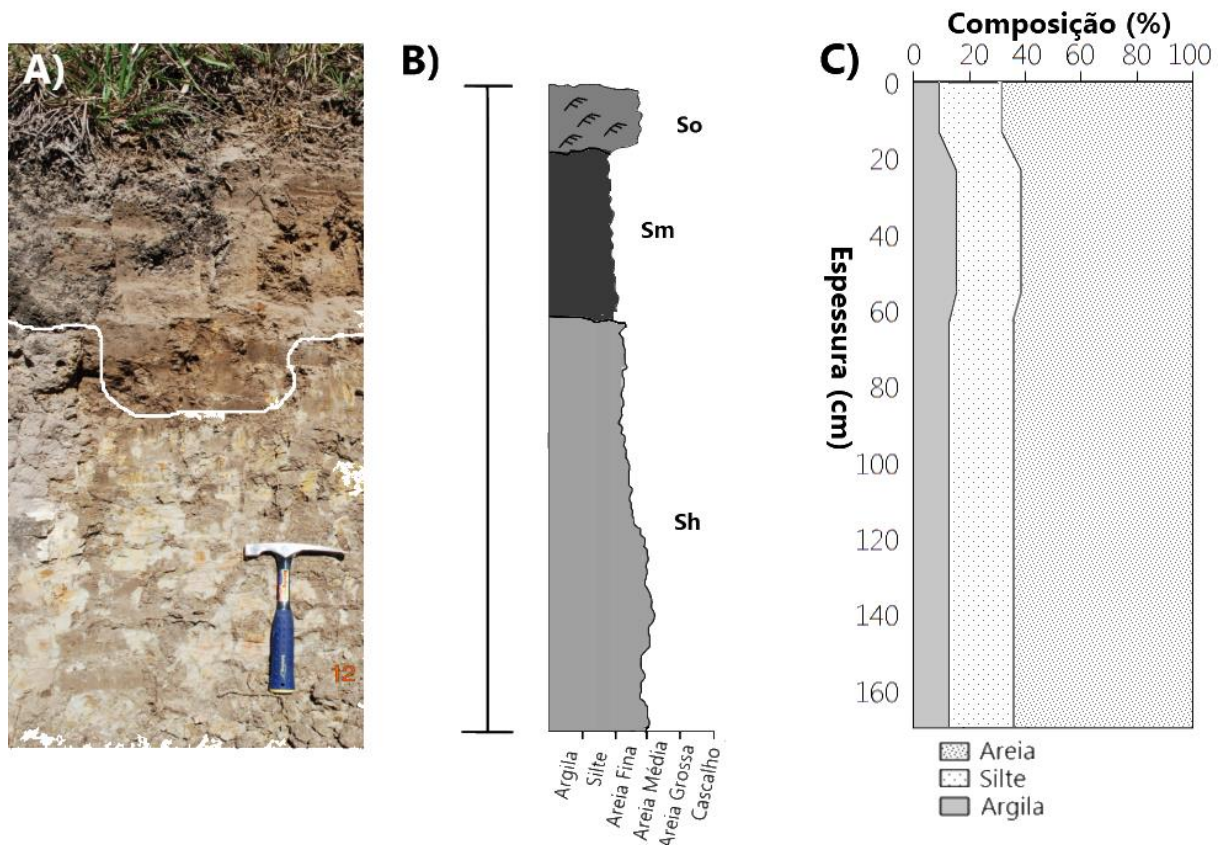 A)
12
B)
So
Sm
Sh
Argila
Silte
Areia Fina
Areia Média
Areia Grossa
Cascalho
C)
Composição (%)
0 20 40 60 80 100
Espessura (cm)
0
20
40
60
80
100
120
140
160
Areia
Silte
Argila